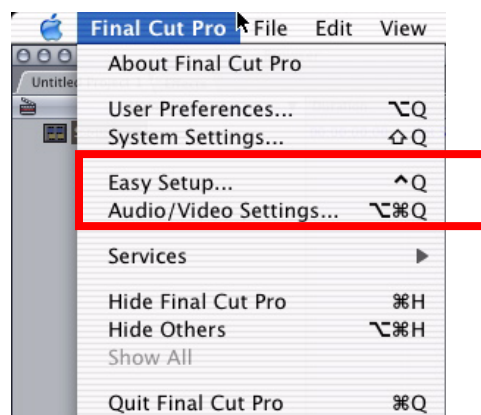 Final Cut Pro File Edit View
About Final Cut Pro
Untitled
User Preferences... ⌥Q
System Settings... ⇧Q
Easy Setup... ^Q
Audio/Video Settings... ⌥⌘Q
Services
Hide Final Cut Pro ⌘H
Hide Others ⌥⌘H
Show All
Quit Final Cut Pro ⌘Q